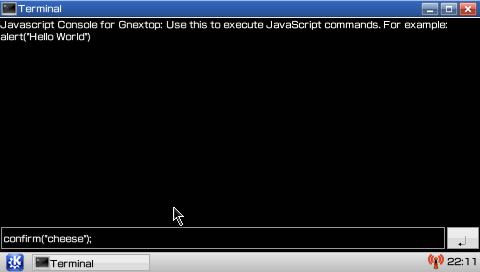 Terminal
Javascript Console for Gnextop: Use this to execute JavaScript commands. For example:
alert("Hello World")
confirm("cheese");
Terminal
22:11